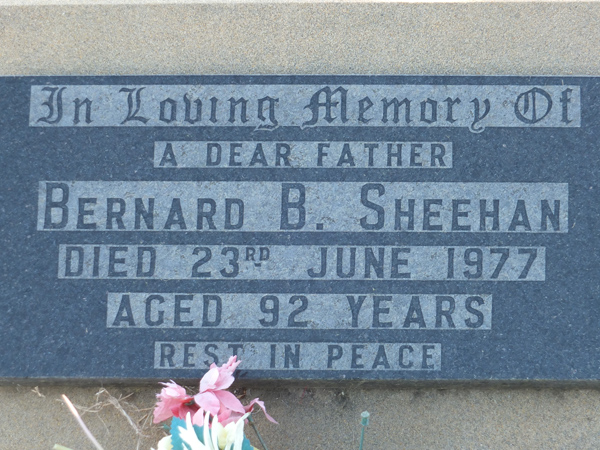 In Loving Memory Of
A DEAR FATHER
BERNARD B. SHEEHAN
DIED 23RD JUNE 1977
AGED 92 YEARS
REST IN PEACE